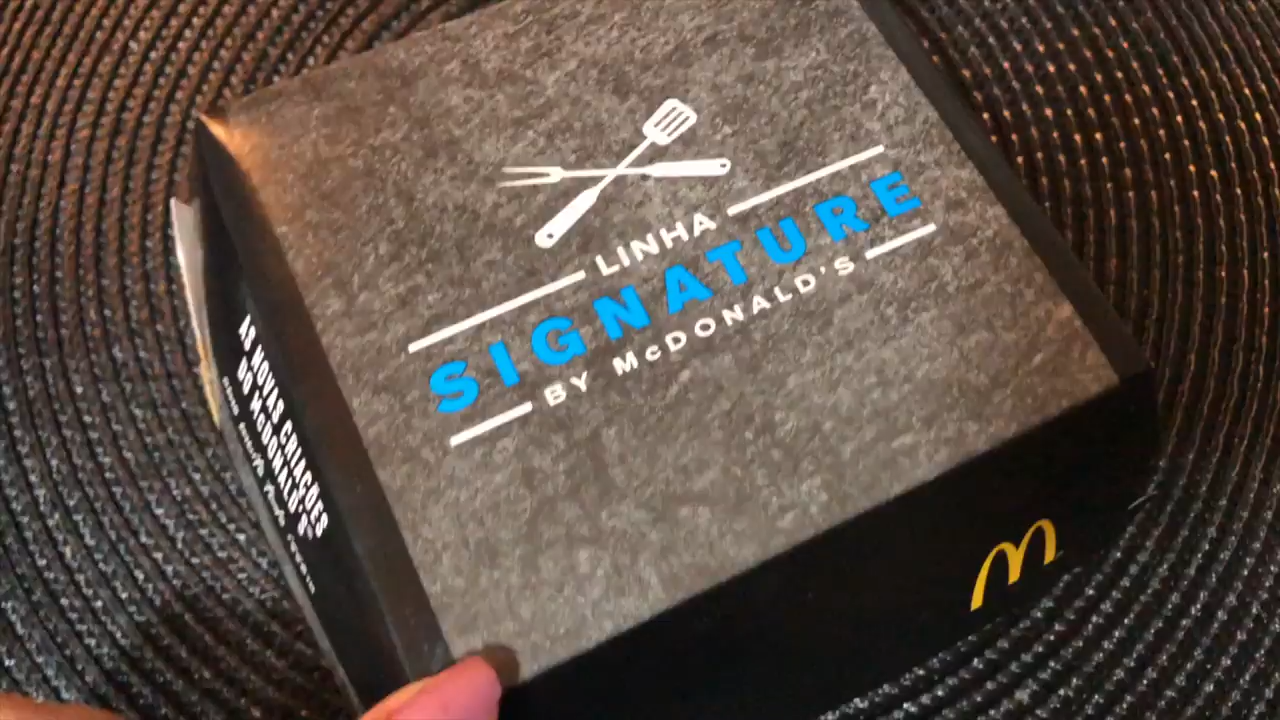 LINHA
SIGNATURE
BY McDONALD'S
AS NOVAS CRIAÇÕES
DO McDONALD'S